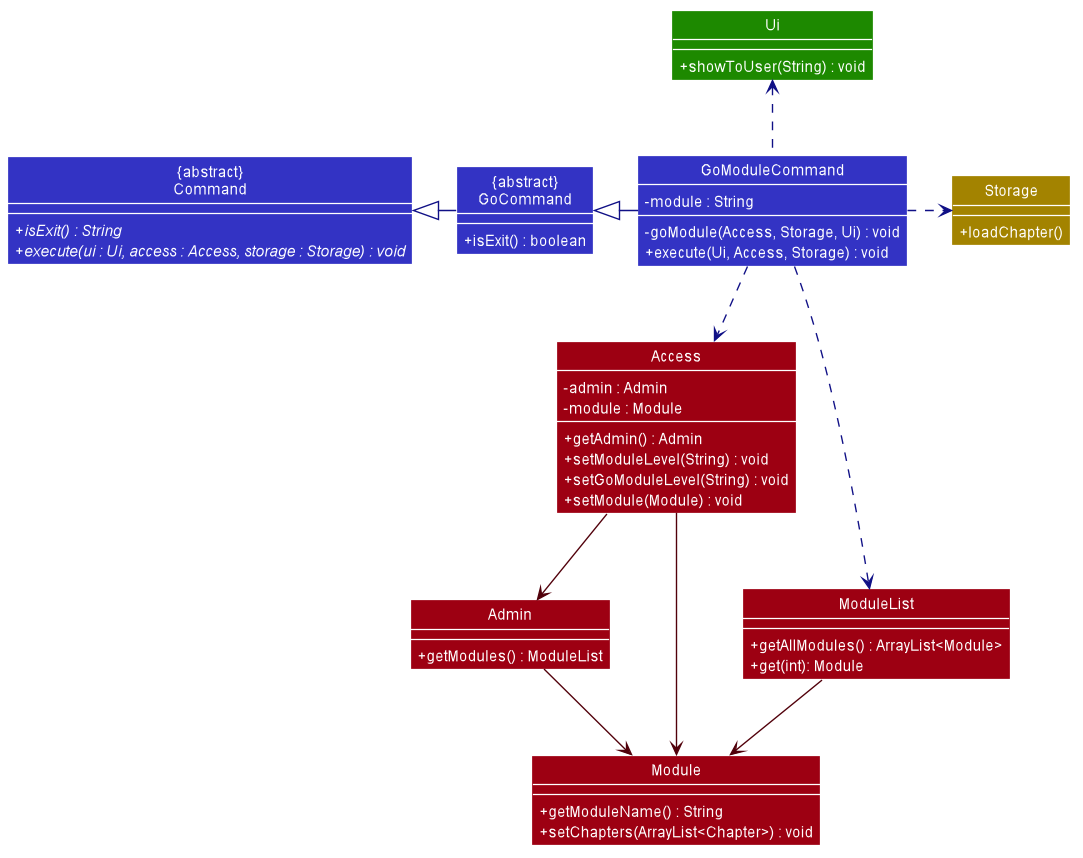 Ui
+showToUser(String) : void
{abstract}
Command
+isExit() : String
+execute(ui : Ui, access : Access, storage : Storage) : void
{abstract}
GoCommand
+isExit() : boolean
GoModuleCommand
-module : String
-goModule(Access, Storage, Ui) : void
+execute(Ui, Access, Storage) : void
Storage
+loadChapter()
Access
-admin : Admin
-module : Module
+getAdmin() : Admin
+setModuleLevel(String) : void
+setGoModuleLevel(String) : void
+setModule(Module) : void
Admin
+getModules() : ModuleList
ModuleList
+getAllModules() : ArrayList<Module>
+get(int): Module
Module
+getModuleName() : String
+setChapters(ArrayList<Chapter>) : void